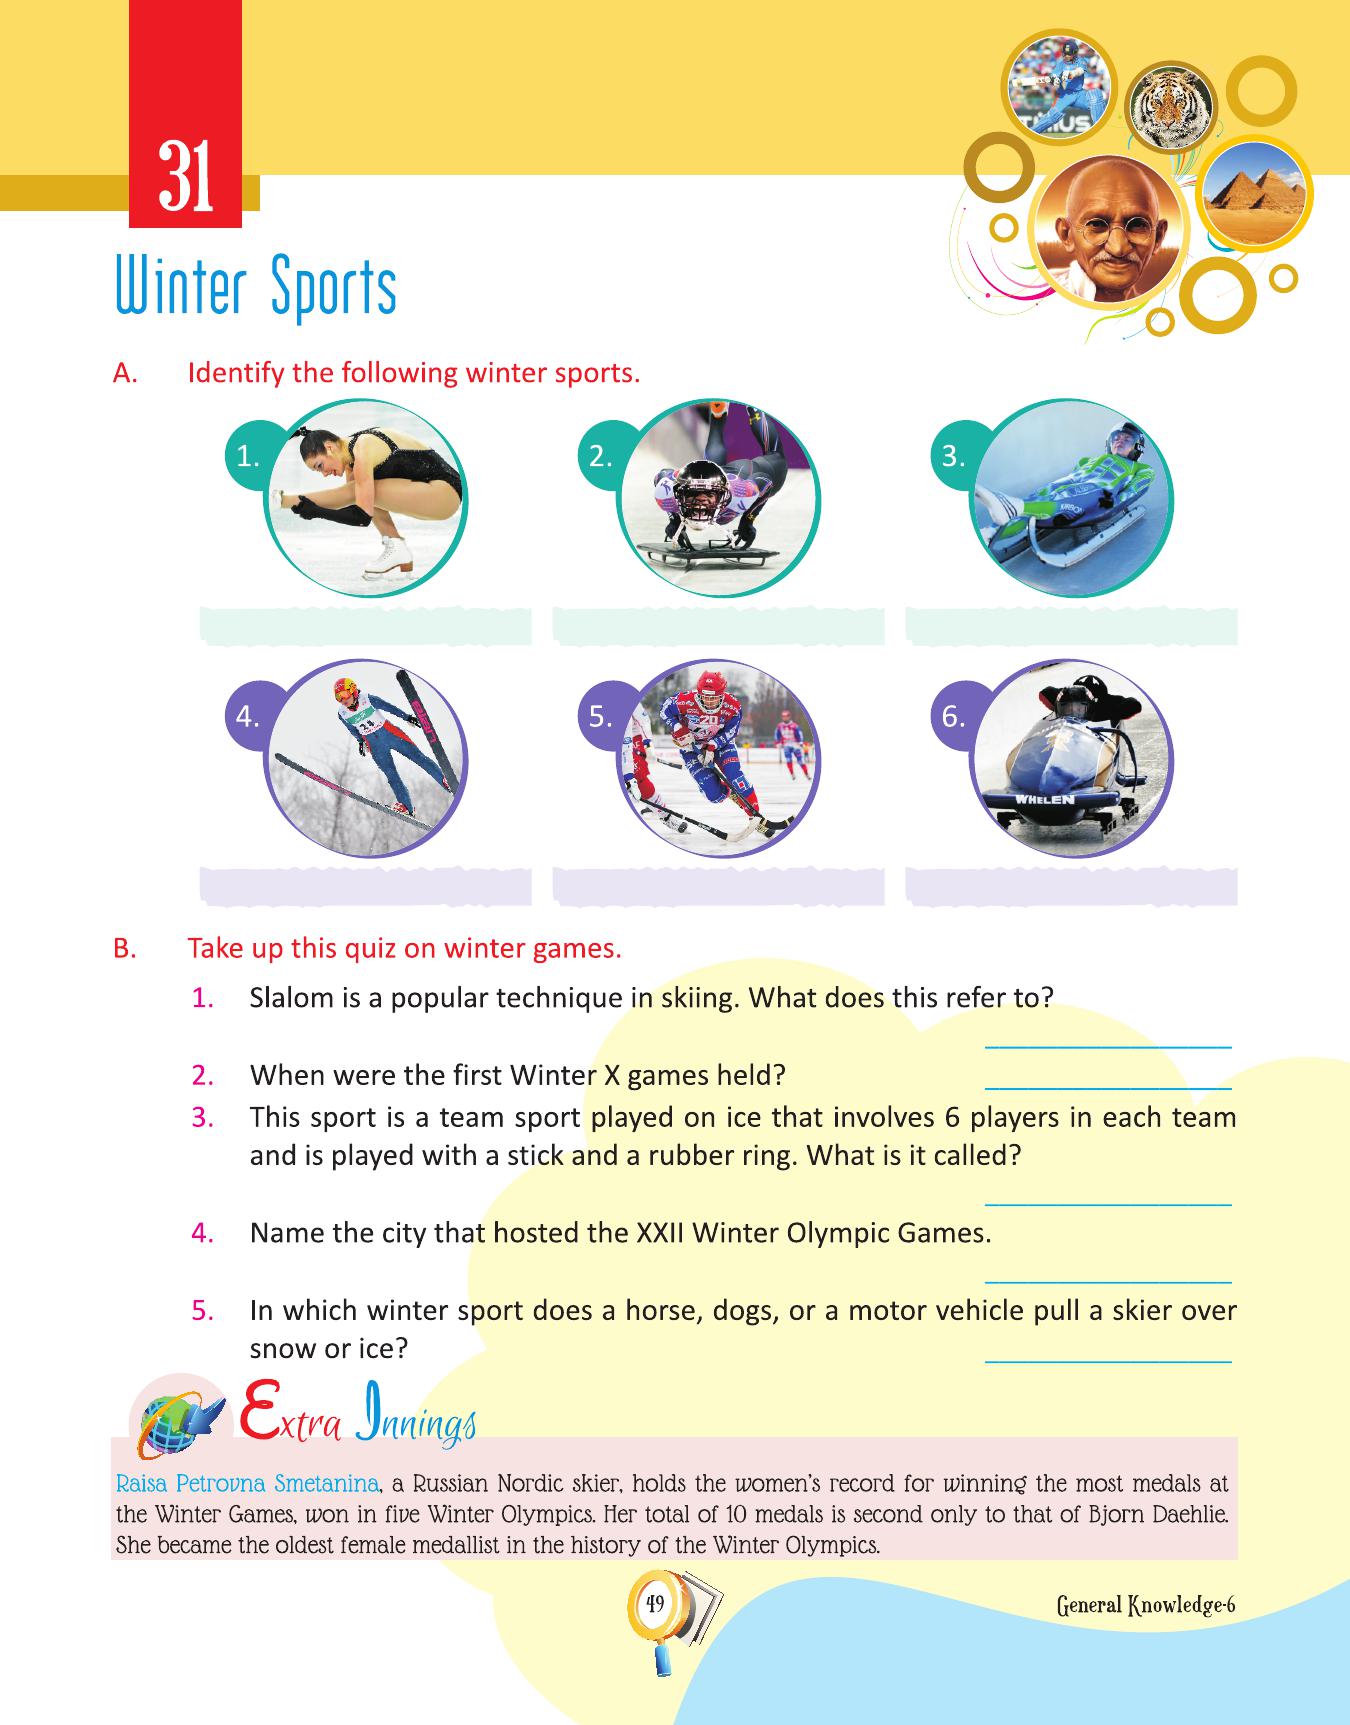 31
Winter Sports
A. Identify the following winter sports.
1.
2.
3.
4.
5.
6.
WHELEN
B. Take up this quiz on winter games.
1. Slalom is a popular technique in skiing. What does this refer to?
2. When were the first Winter X games held?
3. This sport is a team sport played on ice that involves 6 players in each team
and is played with a stick and a rubber ring. What is it called?
4. Name the city that hosted the XXII Winter Olympic Games.
5. In which winter sport does a horse, dogs, or a motor vehicle pull a skier over
snow or ice?
Extra Innings
Raisa Petrovna Smetanina, a Russian Nordic skier, holds the women's record for winning the most medals at
the Winter Games, won in five Winter Olympics. Her total of 10 medals is second only to that of Bjorn Daehlie.
She became the oldest female medallist in the history of the Winter Olympics.
49
General Knowledge-6